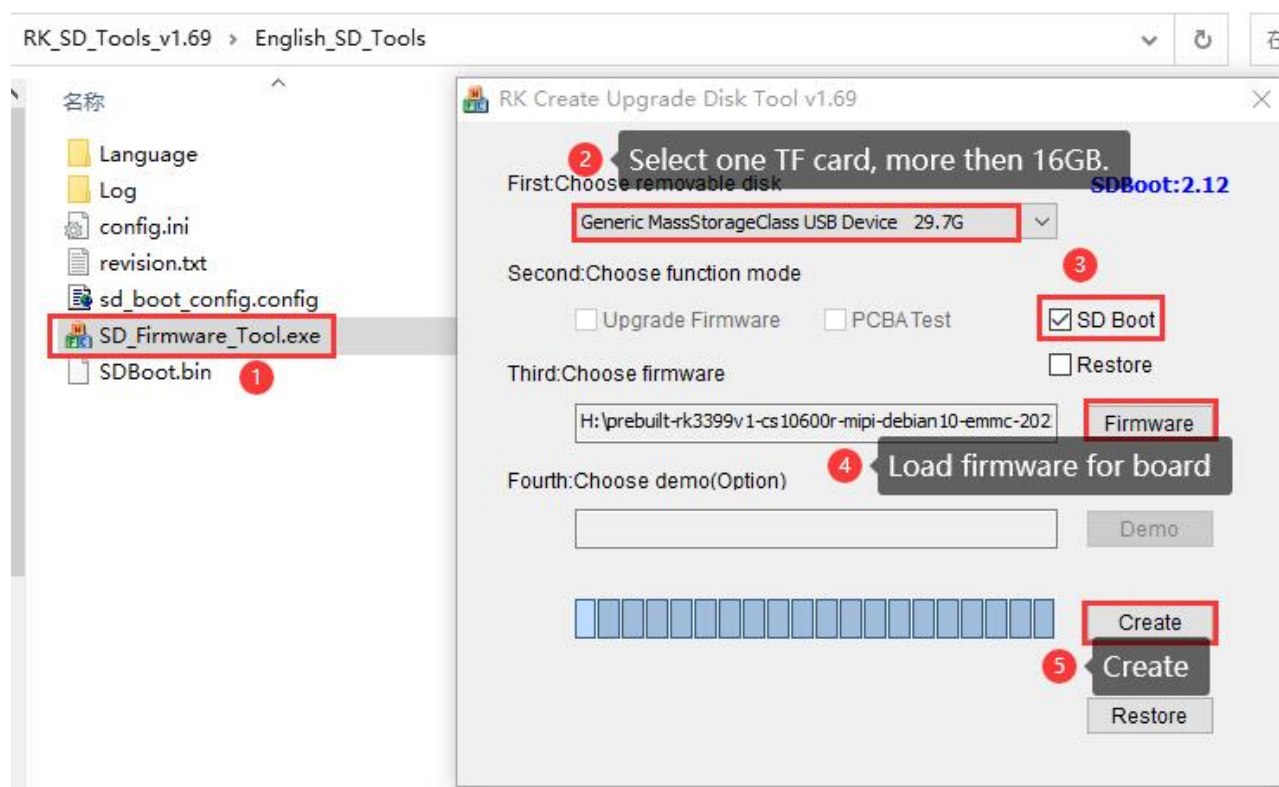 RK_SD_Tools_v1.69 › English_SD_Tools
名称
Language
Log
config.ini
revision.txt
sd_boot_config.config
SD_Firmware_Tool.exe
SDBoot.bin
1
RK Create Upgrade Disk Tool v1.69
2 Select one TF card, more then 16GB.
First:Choose removable disk
SDBoot:2.12
Generic MassStorageClass USB Device 29.7G
3
Second:Choose function mode
Upgrade Firmware PCBA Test SD Boot
Restore
Third:Choose firmware
H:\prebuilt-rk3399v1-cs10600r-mipi-debian10-emmc-202 Firmware
4 Load firmware for board
Fourth:Choose demo(Option)
Demo
Create
5 Create
Restore